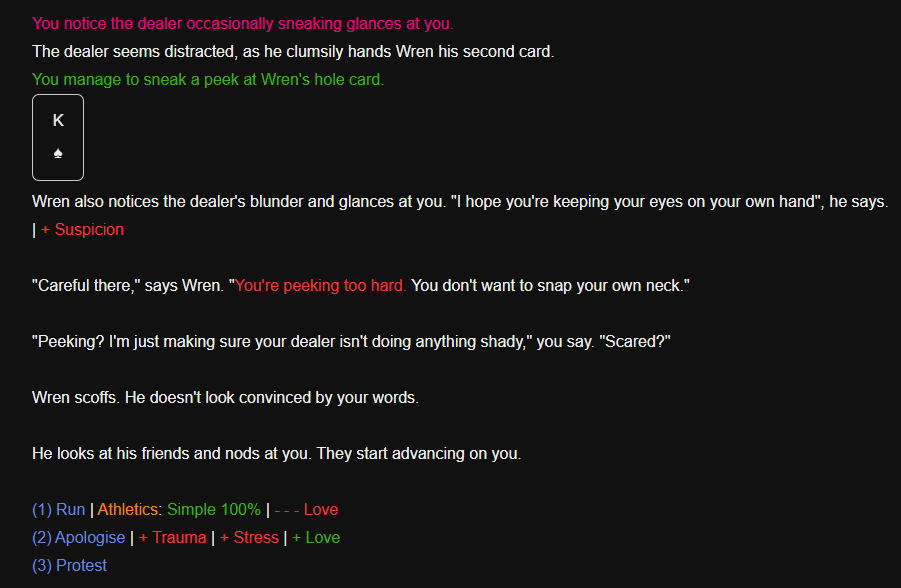 You notice the dealer occasionally sneaking glances at you.
The dealer seems distracted, as he clumsily hands Wren his second card.
You manage to sneak a peek at Wren's hole card.
K
♠
Wren also notices the dealer's blunder and glances at you. "I hope you're keeping your eyes on your own hand", he says.
| + Suspicion
"Careful there," says Wren. "You're peeking too hard. You don't want to snap your own neck."
"Peeking? I'm just making sure your dealer isn't doing anything shady," you say. "Scared?"
Wren scoffs. He doesn't look convinced by your words.
He looks at his friends and nods at you. They start advancing on you.
(1) Run | Athletics: Simple 100% | - - - Love
(2) Apologise | + Trauma | + Stress | + Love
(3) Protest